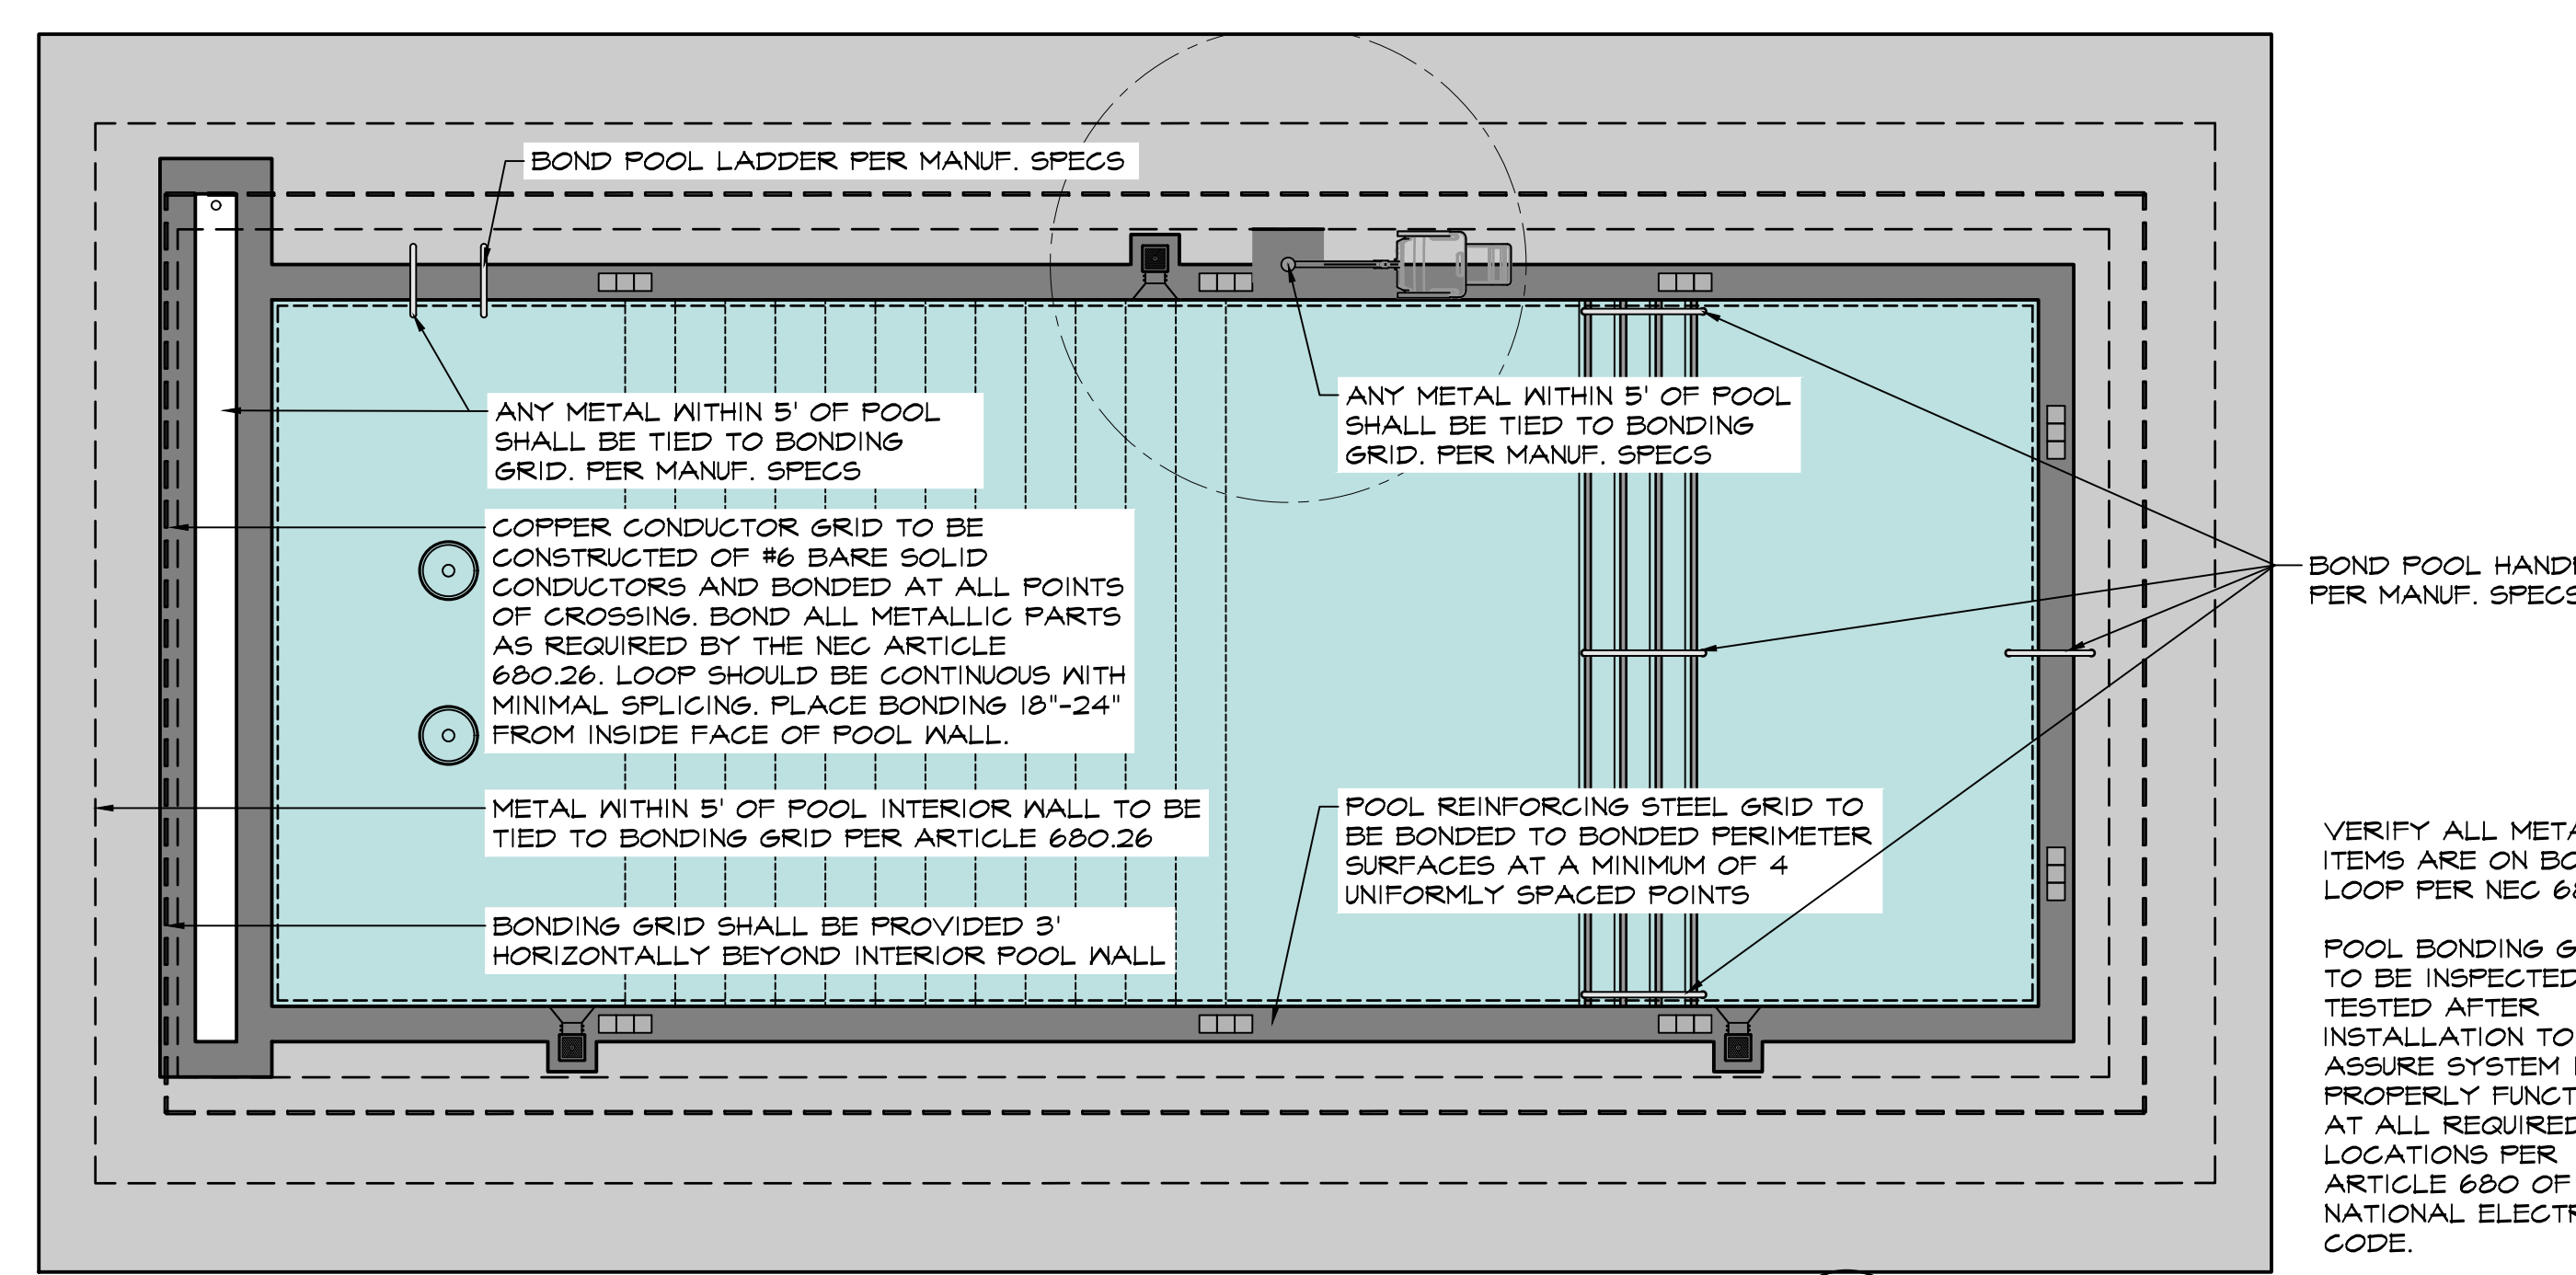 BOND POOL LADDER PER MANUF. SPECS
ANY METAL WITHIN 5' OF POOL
SHALL BE TIED TO BONDING
GRID. PER MANUF. SPECS
ANY METAL WITHIN 5' OF POOL
SHALL BE TIED TO BONDING
GRID. PER MANUF. SPECS
COPPER CONDUCTOR GRID TO BE
CONSTRUCTED OF #6 BARE SOLID
CONDUCTORS AND BONDED AT ALL POINTS
OF CROSSING. BOND ALL METALLIC PARTS
AS REQUIRED BY THE NEC ARTICLE
680.26. LOOP SHOULD BE CONTINUOUS WITH
MINIMAL SPLICING. PLACE BONDING 18"-24"
FROM INSIDE FACE OF POOL WALL.
METAL WITHIN 5' OF POOL INTERIOR WALL TO BE
TIED TO BONDING GRID PER ARTICLE 680.26
BONDING GRID SHALL BE PROVIDED 3'
HORIZONTALLY BEYOND INTERIOR POOL WALL
POOL REINFORCING STEEL GRID TO
BE BONDED TO BONDED PERIMETER
SURFACES AT A MINIMUM OF 4
UNIFORMLY SPACED POINTS
BOND POOL
PER MANUF. SPECS
VERIFY ALL
ITEMS ARE ON
LOOP PER NEC
POOL BONDING
TO BE INSPECTED
TESTED AFTER
INSTALLATION TO
ASSURE SYSTEM
PROPERLY
AT ALL REQUIRED
LOCATIONS PER
ARTICLE 680 OF
NATIONAL
CODE.